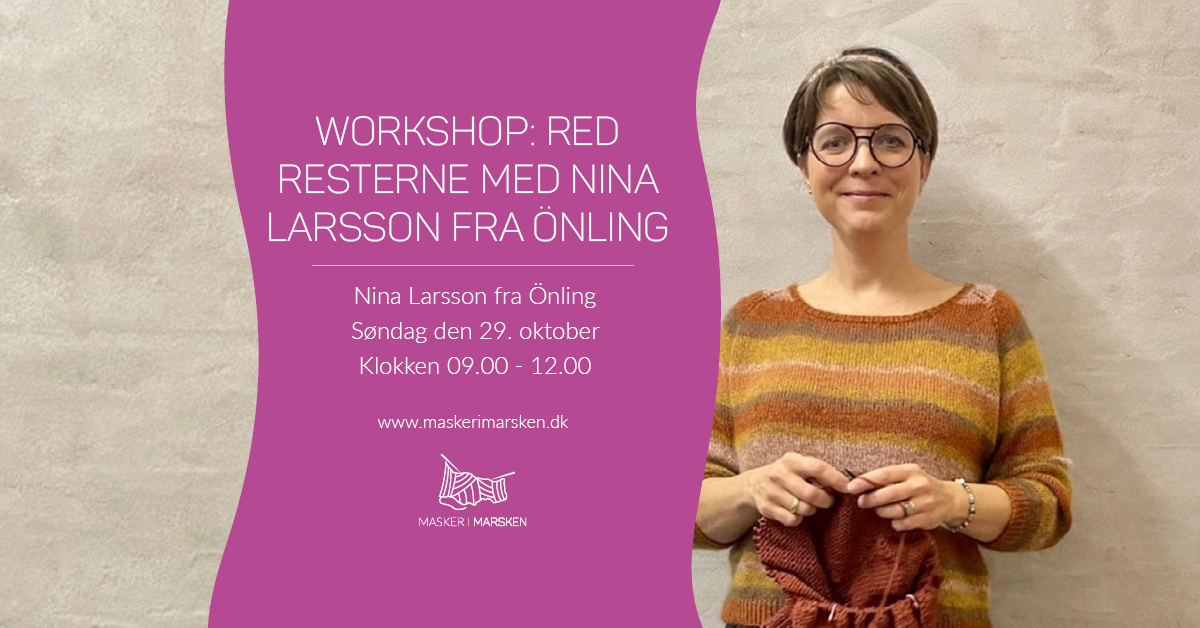 WORKSHOP: RED
RESTERNE MED NINA
LARSSON FRA ÖNLING
Nina Larsson fra Önling
Søndag den 29. oktober
Klokken 09.00 - 12.00
www.maskerimarsken.dk
MASKER I MARSKEN